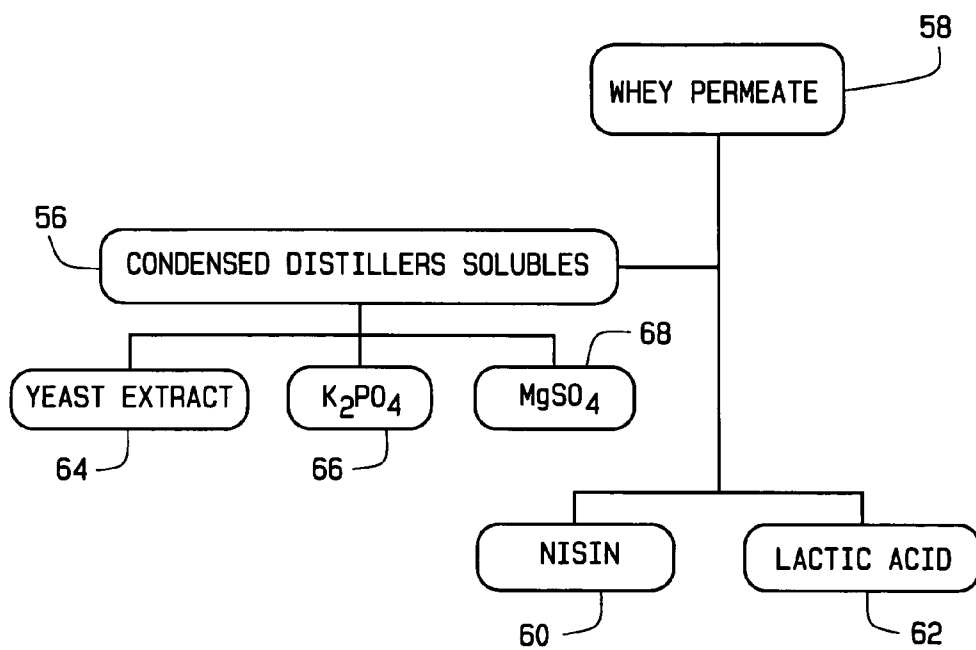 58
WHEY PERMEATE
56
CONDENSED DISTILLERS SOLUBLES
68
YEAST EXTRACT
K₂PO₄
MgSO₄
64
66
NISIN
LACTIC ACID
60
62